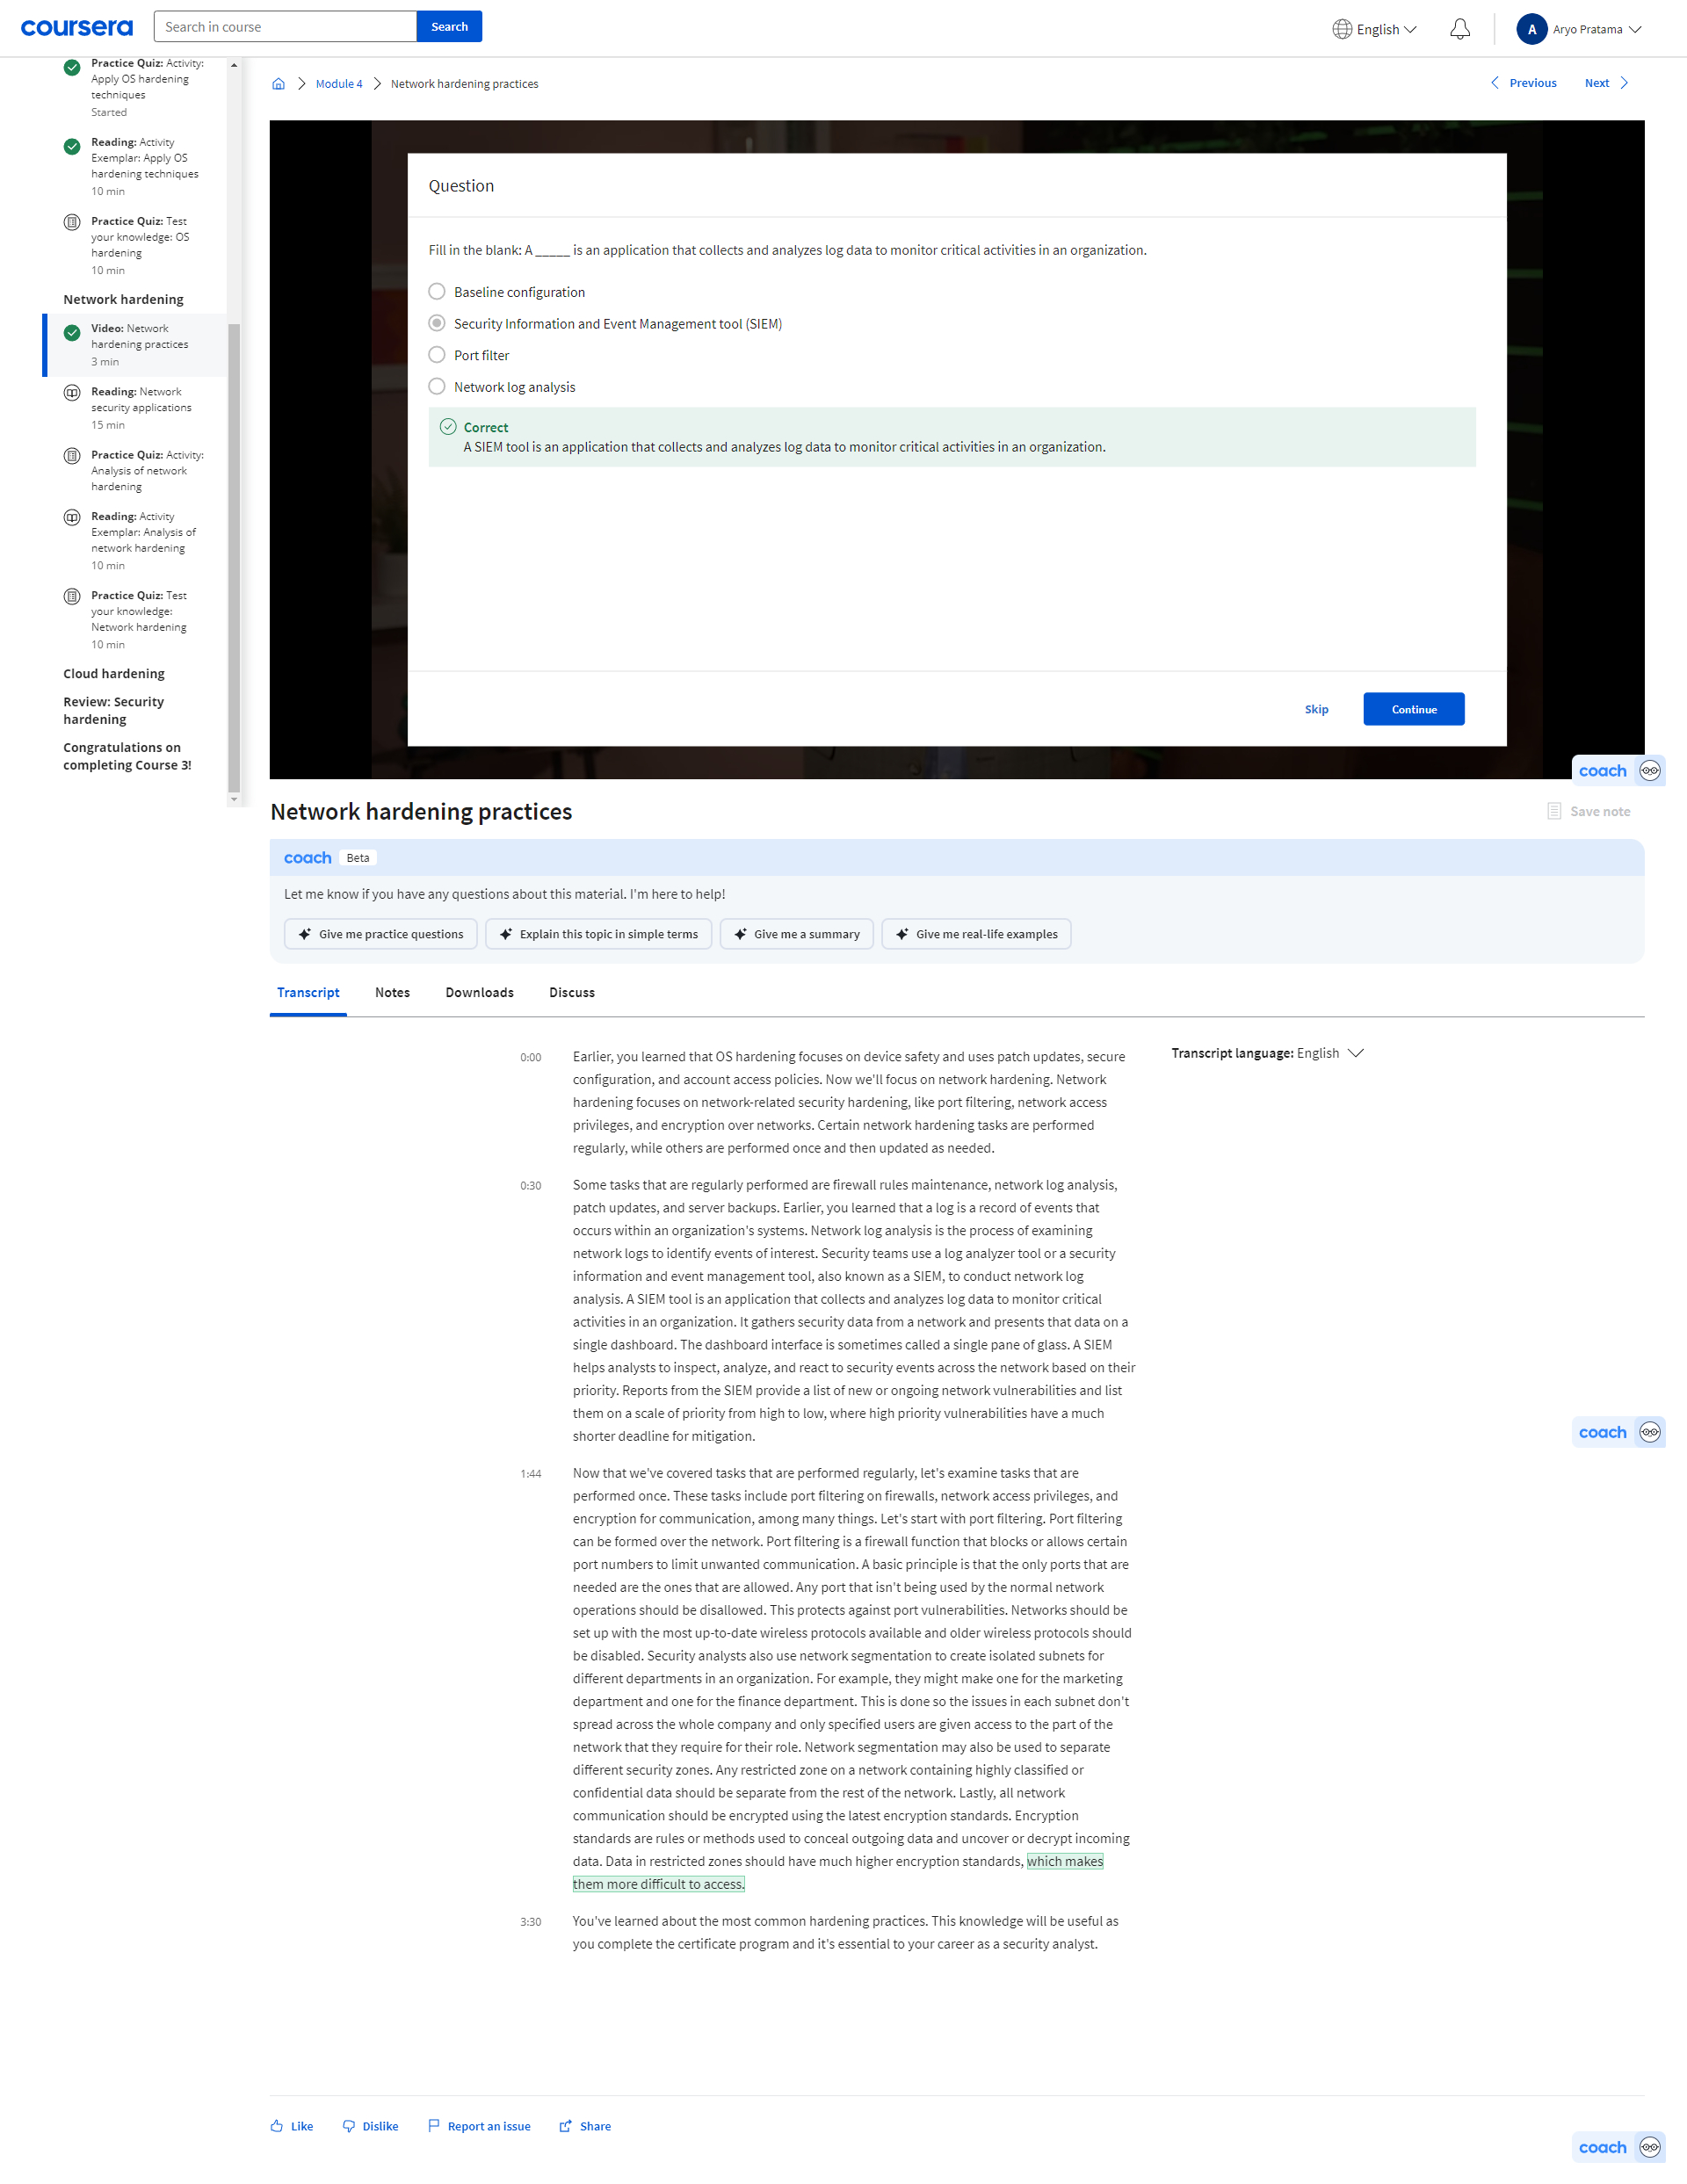 coursera
Search in course
Search
English
A
Aryo Pratama
Practice Quiz: Activity:
Apply OS hardening
techniques
Started
Reading: Activity
Exemplar: Apply OS
hardening techniques
10 min
Practice Quiz: Test
your knowledge: OS
hardening
10 min
Network hardening
Video: Network
hardening practices
3 min
Reading: Network
security applications
15 min
Practice Quiz: Activity:
Analysis of network
hardening
Reading: Activity
Exemplar: Analysis of
network hardening
10 min
Practice Quiz: Test
your knowledge:
Network hardening
10 min
Cloud hardening
Review: Security
hardening
Congratulations on
completing Course 3!
Module 4
Network hardening practices
Previous
Next
Question
Fill in the blank: A _____ is an application that collects and analyzes log data to monitor critical activities in an organization.
Baseline configuration
Security Information and Event Management tool (SIEM)
Port filter
Network log analysis
Correct
A SIEM tool is an application that collects and analyzes log data to monitor critical activities in an organization.
Skip
Continue
coach
Network hardening practices
Save note
coach Beta
Let me know if you have any questions about this material. I'm here to help!
Give me practice questions
Explain this topic in simple terms
Give me a summary
Give me real-life examples
Transcript
Notes
Downloads
Discuss
Transcript language: English
0:00
Earlier, you learned that OS hardening focuses on device safety and uses patch updates, secure
configuration, and account access policies. Now we'll focus on network hardening. Network
hardening focuses on network-related security hardening, like port filtering, network access
privileges, and encryption over networks. Certain network hardening tasks are performed
regularly, while others are performed once and then updated as needed.
0:30
Some tasks that are regularly performed are firewall rules maintenance, network log analysis,
patch updates, and server backups. Earlier, you learned that a log is a record of events that
occurs within an organization's systems. Network log analysis is the process of examining
network logs to identify events of interest. Security teams use a log analyzer tool or a security
information and event management tool, also known as a SIEM, to conduct network log
analysis. A SIEM tool is an application that collects and analyzes log data to monitor critical
activities in an organization. It gathers security data from a network and presents that data on a
single dashboard. The dashboard interface is sometimes called a single pane of glass. A SIEM
helps analysts to inspect, analyze, and react to security events across the network based on their
priority. Reports from the SIEM provide a list of new or ongoing network vulnerabilities and list
them on a scale of priority from high to low, where high priority vulnerabilities have a much
shorter deadline for mitigation.
coach
1:44
Now that we've covered tasks that are performed regularly, let's examine tasks that are
performed once. These tasks include port filtering on firewalls, network access privileges, and
encryption for communication, among many things. Let's start with port filtering. Port filtering
can be formed over the network. Port filtering is a firewall function that blocks or allows certain
port numbers to limit unwanted communication. A basic principle is that the only ports that are
needed are the ones that are allowed. Any port that isn't being used by the normal network
operations should be disallowed. This protects against port vulnerabilities. Networks should be
set up with the most up-to-date wireless protocols available and older wireless protocols should
be disabled. Security analysts also use network segmentation to create isolated subnets for
different departments in an organization. For example, they might make one for the marketing
department and one for the finance department. This is done so the issues in each subnet don't
spread across the whole company and only specified users are given access to the part of the
network that they require for their role. Network segmentation may also be used to separate
different security zones. Any restricted zone on a network containing highly classified or
confidential data should be separate from the rest of the network. Lastly, all network
communication should be encrypted using the latest encryption standards. Encryption
standards are rules or methods used to conceal outgoing data and uncover or decrypt incoming
data. Data in restricted zones should have much higher encryption standards, which makes
them more difficult to access.
3:30
You've learned about the most common hardening practices. This knowledge will be useful as
you complete the certificate program and it's essential to your career as a security analyst.
Like
Dislike
Report an issue
Share
coach